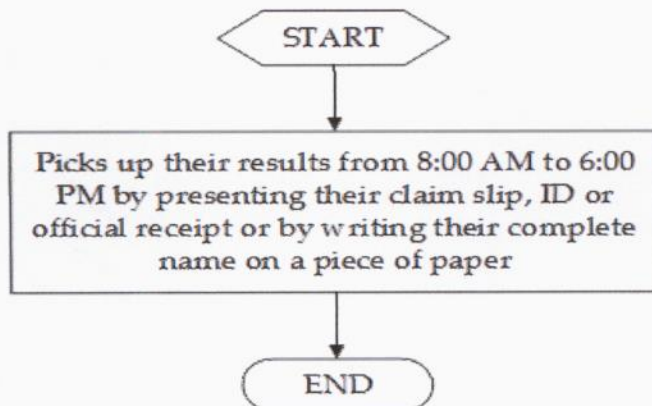 START
Picks up their results from 8:00 AM to 6:00
PM by presenting their claim slip, ID or
official receipt or by writing their complete
name on a piece of paper
END